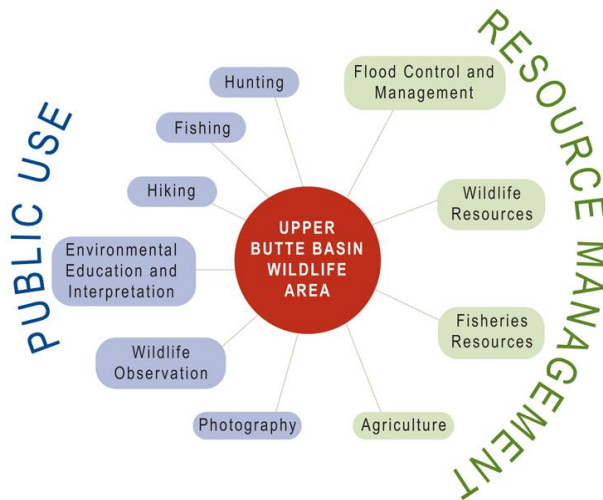 PUBLIC USE
Hunting
Fishing
Hiking
Environmental
Education and
Interpretation
Wildlife
Observation
Photography
UPPER
BUTTE BASIN
WILDLIFE
AREA
RESOURCE MANAGEMENT
Flood Control and
Management
Wildlife
Resources
Fisheries
Resources
Agriculture